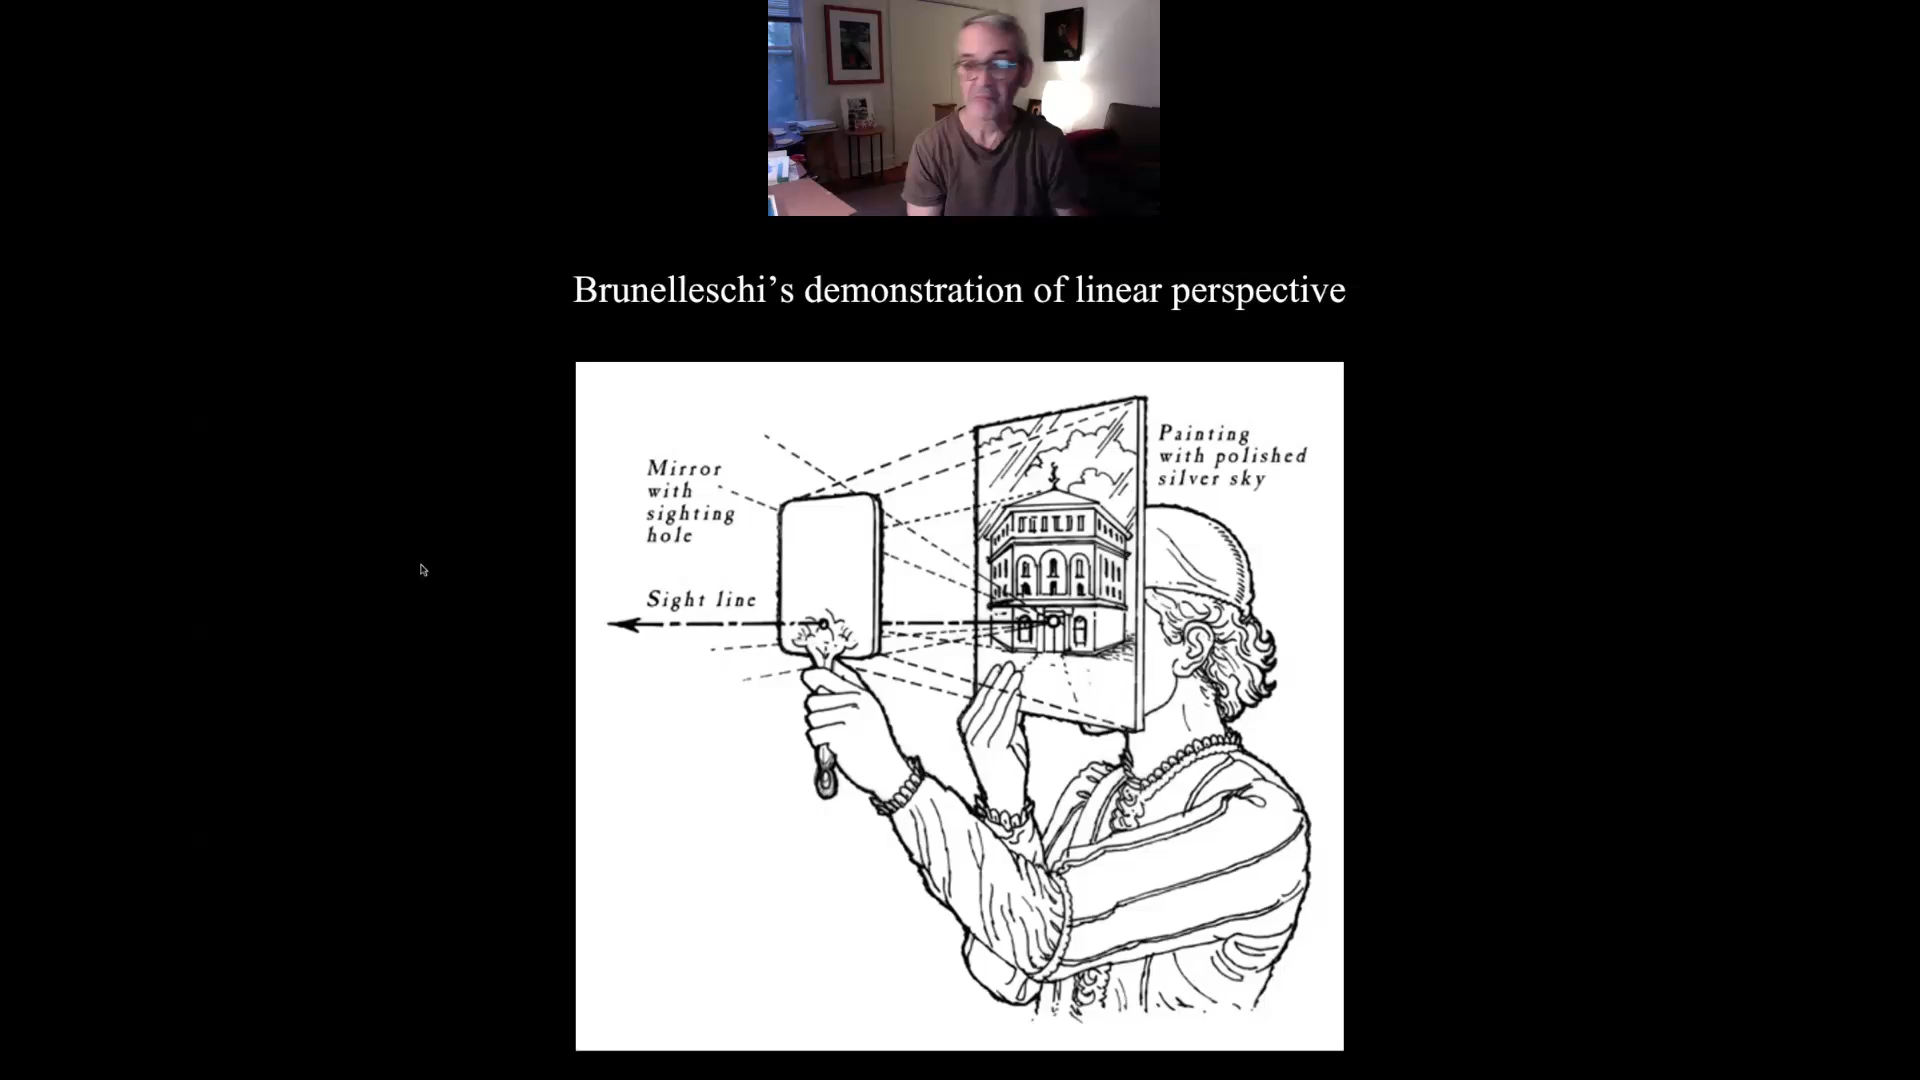 Brunelleschi’s demonstration of linear perspective
Mirror
with
sighting
hole
Sight line
Painting
with polished
silver sky